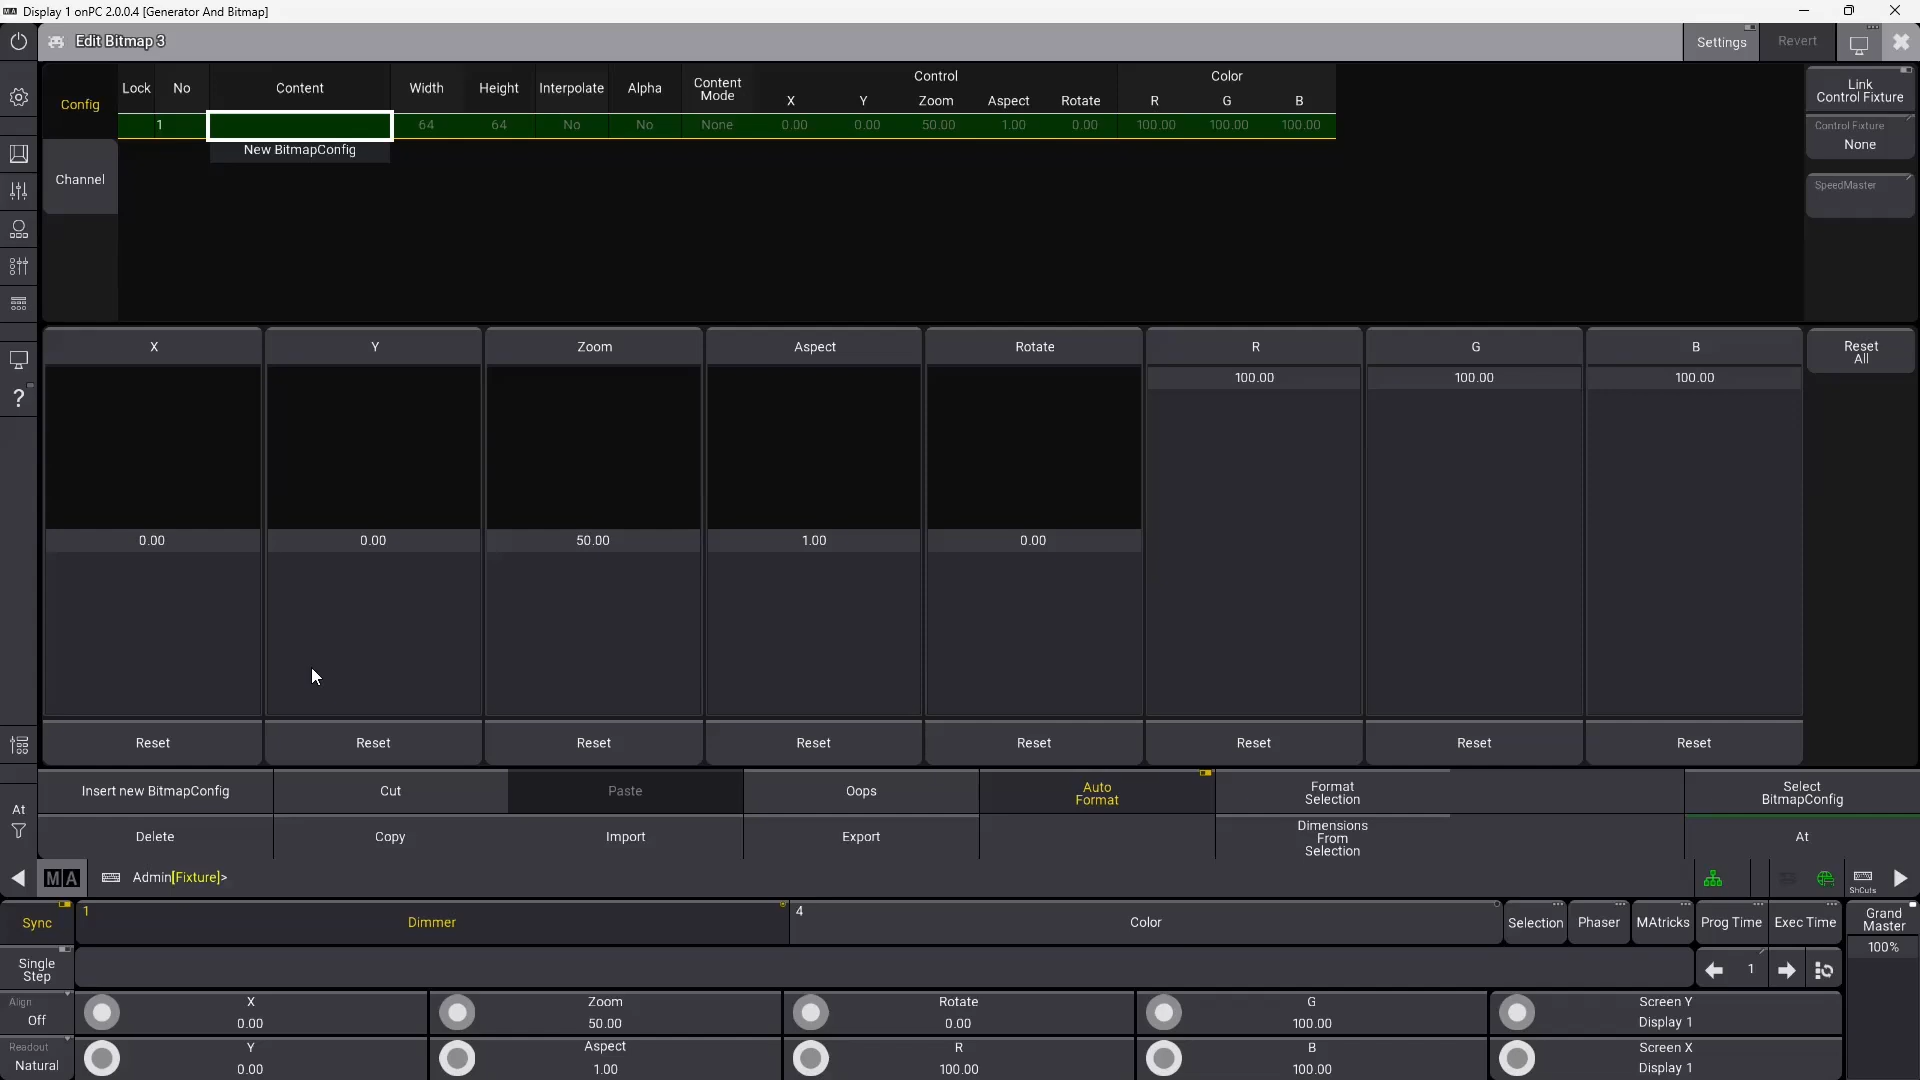 Display 1 onPC 2.0.0.4 [Generator And Bitmap]
Edit Bitmap 3
Settings
Revert
Config
Channel
Lock No Content Width Height Interpolate Alpha Content Mode
Control
X Y Zoom Aspect Rotate
Color
R G B
1 64 64 No No None 0.00 0.00 50.00 1.00 0.00 100.00 100.00 100.00
New BitmapConfig
Link
Control Fixture
Control Fixture
None
SpeedMaster
X Y Zoom Aspect Rotate R G B
Reset
All
100.00 100.00 100.00
0.00 0.00 50.00 1.00 0.00
Reset Reset Reset Reset Reset Reset Reset Reset
Insert new BitmapConfig Cut Paste Oops
Auto
Format
Format
Selection
Select
BitmapConfig
Delete Copy Import Export
Dimensions
From
Selection
At
At
?
MA
Admin[Fixture]>
ShCuts
Sync
1 Dimmer
4 Color
Selection Phaser MAtricks Prog Time Exec Time
Grand
Master
100%
Single
Step
1
Align
Off
X
0.00
Zoom
50.00
Rotate
0.00
G
100.00
Screen Y
Display 1
Readout
Natural
Y
0.00
Aspect
1.00
R
100.00
B
100.00
Screen X
Display 1